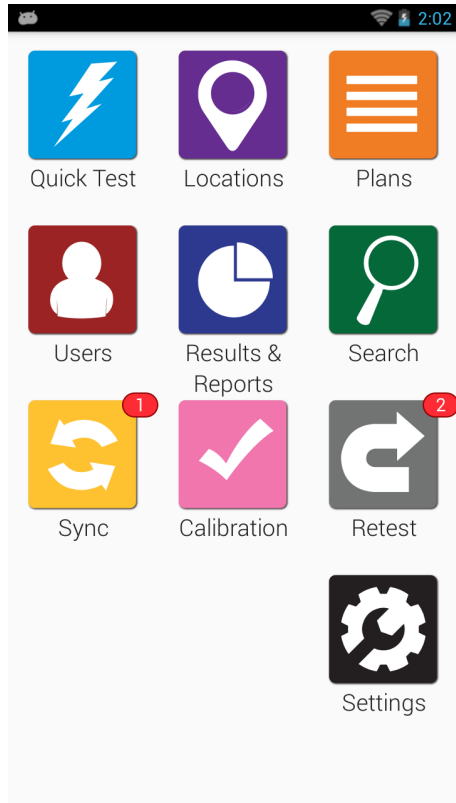 2:02
Quick Test
Locations
Plans
Users
Results &
Reports
Search
1
Sync
Calibration
2
Retest
Settings